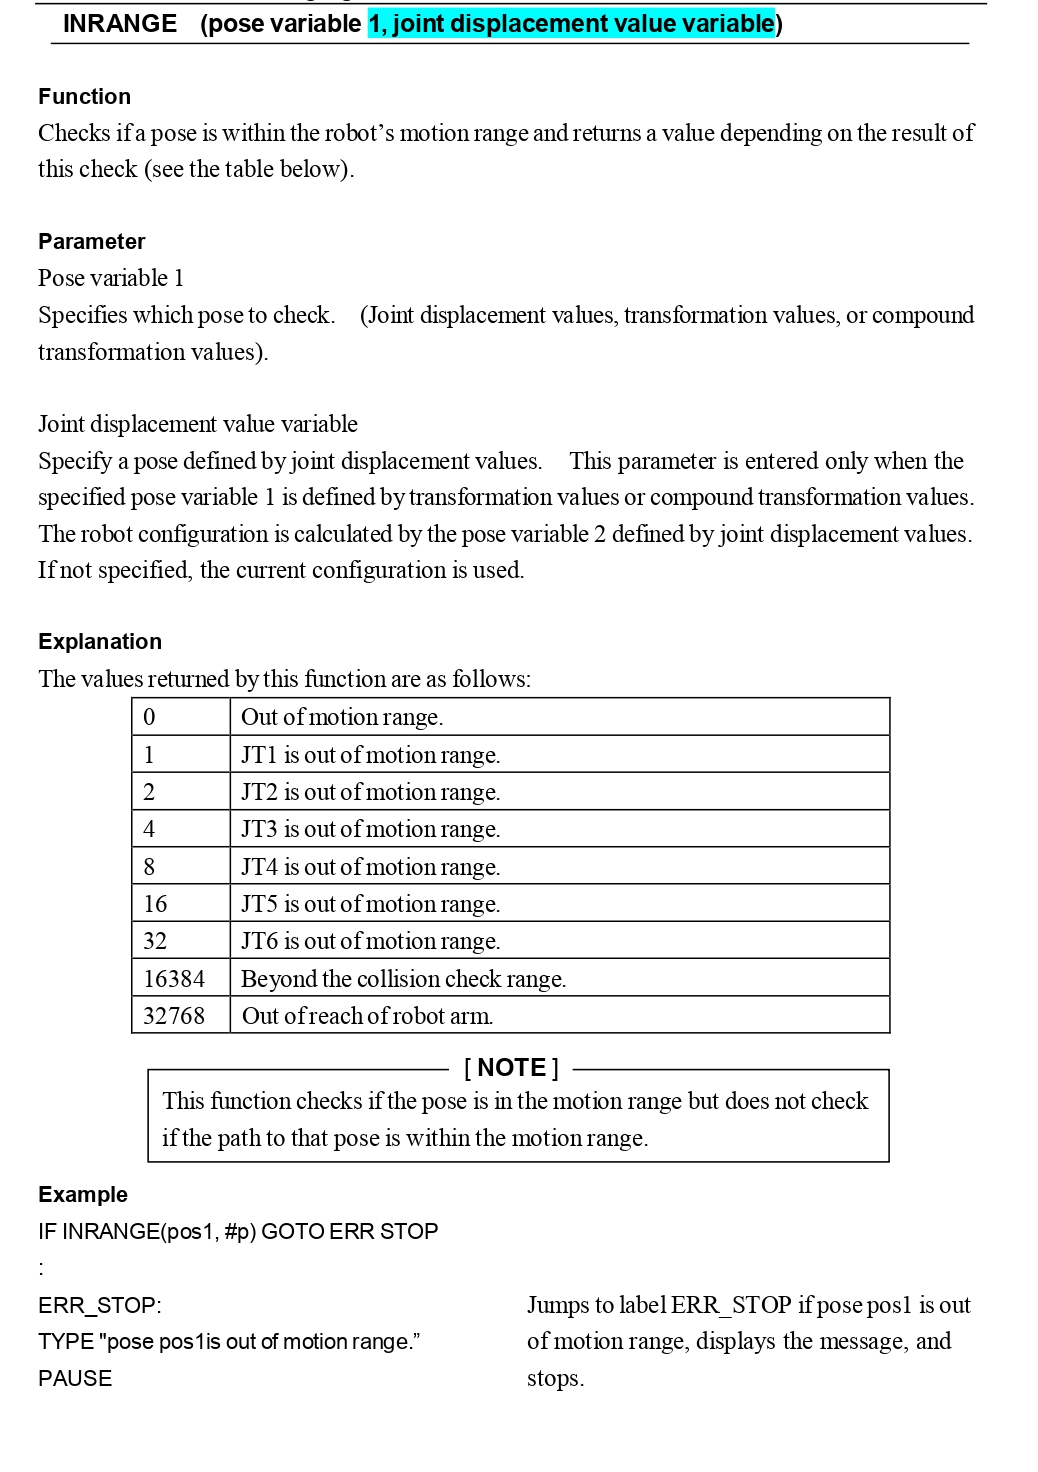 INRANGE (pose variable 1, joint displacement value variable)
Function
Checks if a pose is within the robot’s motion range and returns a value depending on the result of
this check (see the table below).
Parameter
Pose variable 1
Specifies which pose to check. (Joint displacement values, transformation values, or compound
transformation values).
Joint displacement value variable
Specify a pose defined by joint displacement values. This parameter is entered only when the
specified pose variable 1 is defined by transformation values or compound transformation values.
The robot configuration is calculated by the pose variable 2 defined by joint displacement values.
If not specified, the current configuration is used.
Explanation
The values returned by this function are as follows:
0 Out of motion range.
1 JT1 is out of motion range.
2 JT2 is out of motion range.
4 JT3 is out of motion range.
8 JT4 is out of motion range.
16 JT5 is out of motion range.
32 JT6 is out of motion range.
16384 Beyond the collision check range.
32768 Out of reach of robot arm.
[ NOTE ]
This function checks if the pose is in the motion range but does not check
if the path to that pose is within the motion range.
Example
IF INRANGE(pos1, #p) GOTO ERR STOP
:
ERR_STOP: Jumps to label ERR_STOP if pose pos1 is out
TYPE "pose pos1is out of motion range.” of motion range, displays the message, and
PAUSE stops.